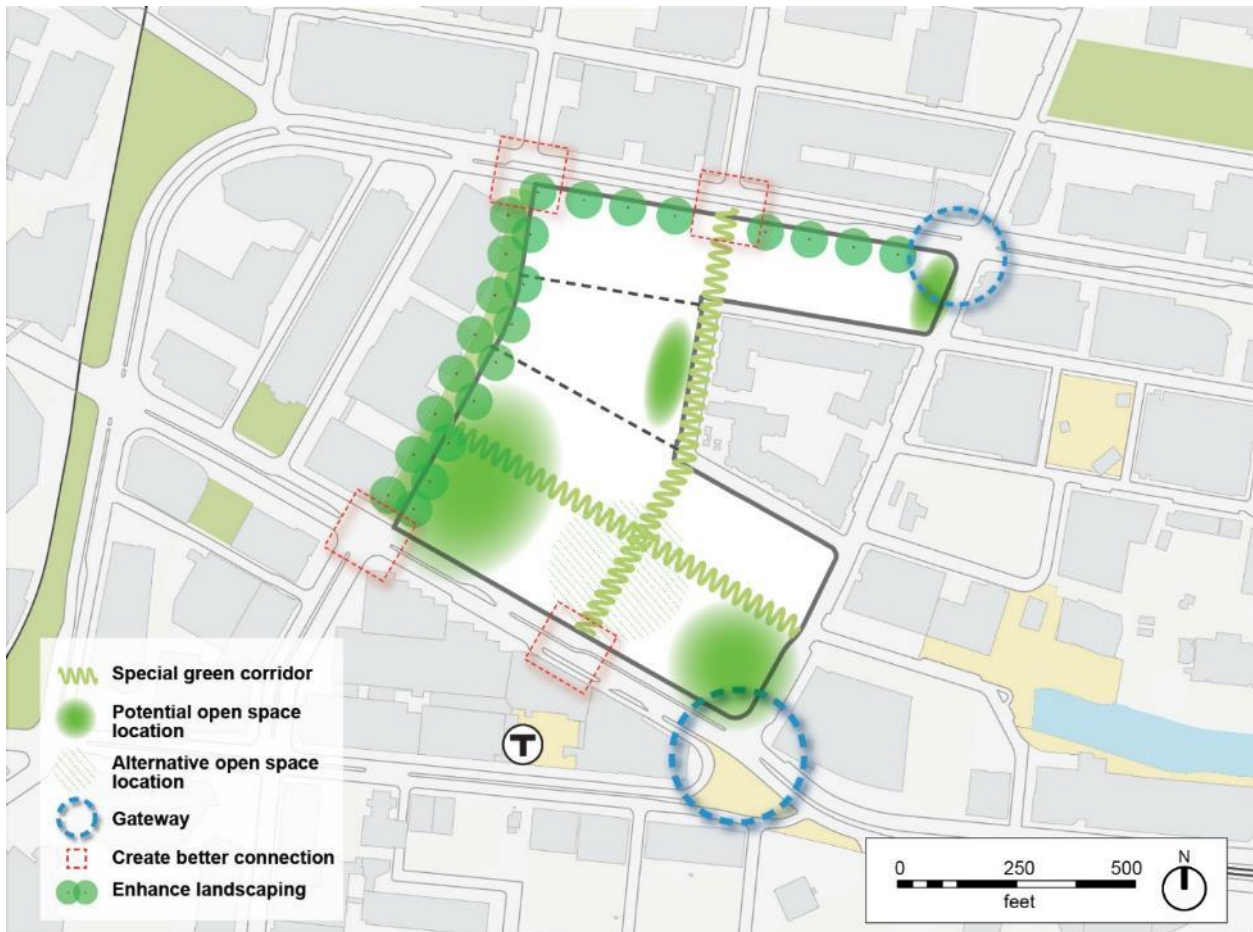 Special green corridor
Potential open space
location
Alternative open space
location
Gateway
Create better connection
Enhance landscaping
T
0 250 500
feet
N